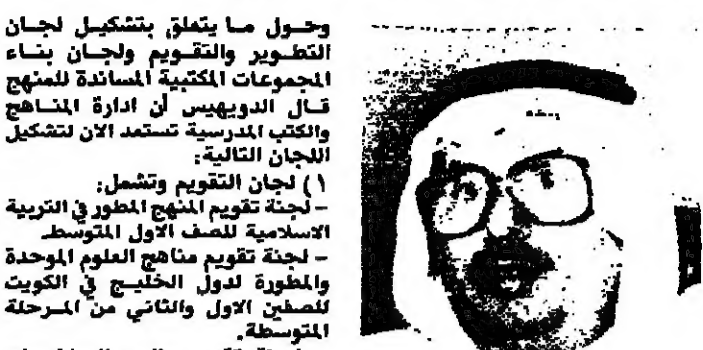 وحول ما يتعلق بتشكيل لجان
التطوير والتقويم ولجان بناء
المجموعات المكتبية المساندة للمنهج
قال الدويهيس أن ادارة المناهج
والكتب المدرسية تستعد الان لتشكيل
اللجان التالية:
١) لجان التقويم وتشمل:
– لجنة تقويم المنهج المطور في التربية
الاسلامية للصف الاول المتوسط.
– لجنة تقويم مناهج العلوم الموحدة
والمطورة لدول الخليج في الكويت
للصفين الاول والثاني من المرحلة
المتوسطة.